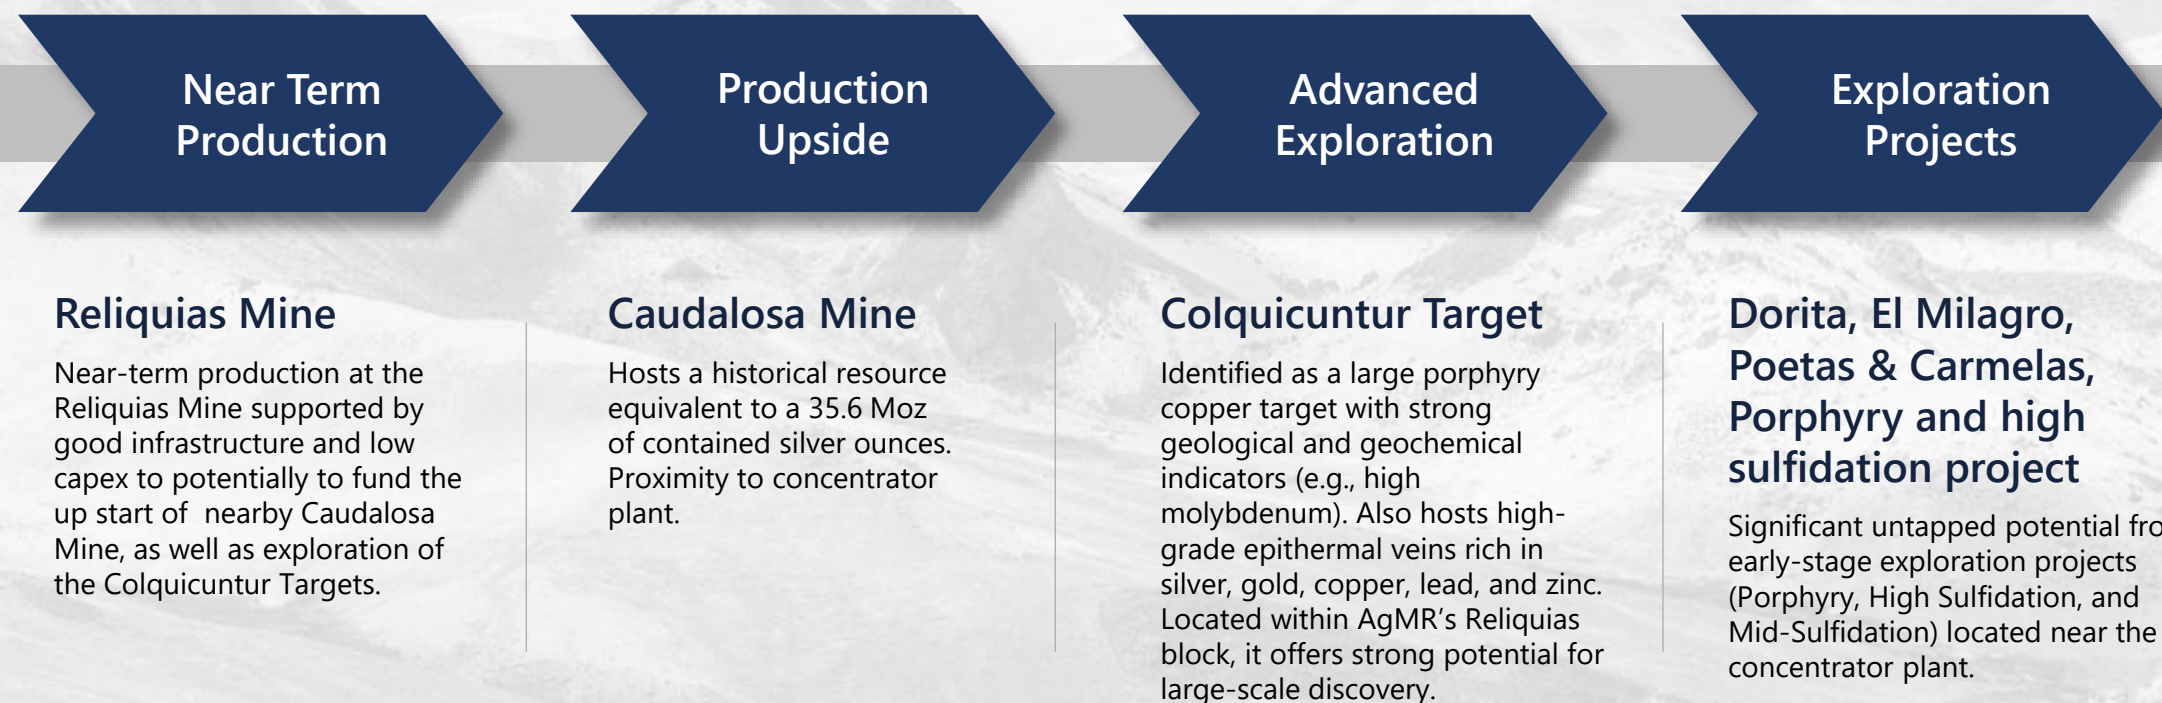 Near Term
Production
Production
Upside
Advanced
Exploration
Exploration
Projects
Reliquias Mine
Near-term production at the
Reliquias Mine supported by
good infrastructure and low
capex to potentially to fund the
up start of  nearby Caudalosa
Mine, as well as exploration of
the Colquicuntur Targets.
Caudalosa Mine
Hosts a historical resource
equivalent to a 35.6 Moz
of contained silver ounces.
Proximity to concentrator
plant.
Colquicuntur Target
Identified as a large porphyry
copper target with strong
geological and geochemical
indicators (e.g., high
molybdenum). Also hosts high-
grade epithermal veins rich in
silver, gold, copper, lead, and zinc.
Located within AgMR’s Reliquias
block, it offers strong potential for
large-scale discovery.
Dorita, El Milagro,
Poetas & Carmelas,
Porphyry and high
sulfidation project
Significant untapped potential
early-stage exploration projects
(Porphyry, High Sulfidation, and
Mid-Sulfidation) located near the
concentrator plant.